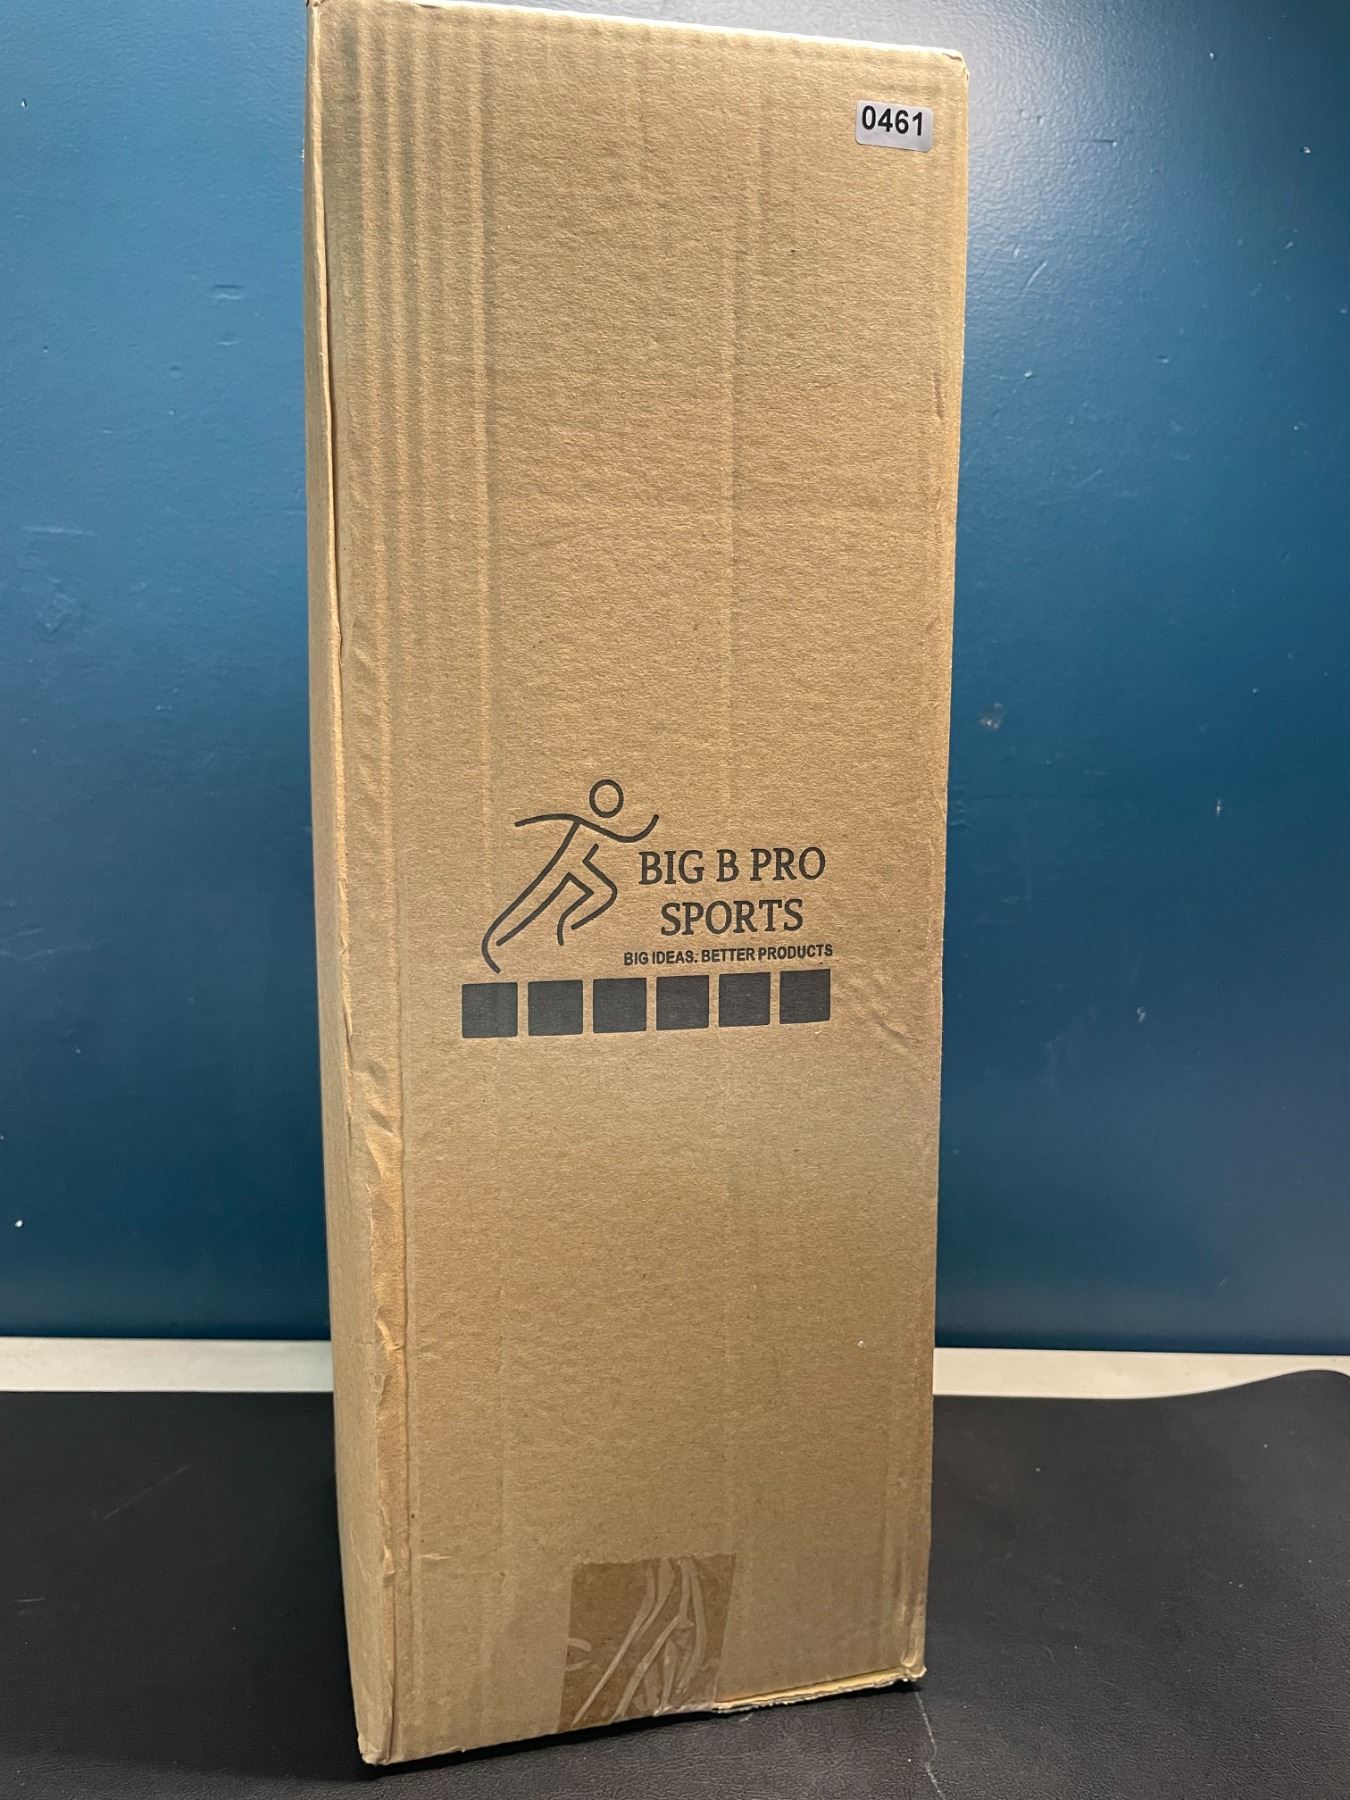 0461
BIG B PRO
SPORTS
BIG IDEAS. BETTER PRODUCTS